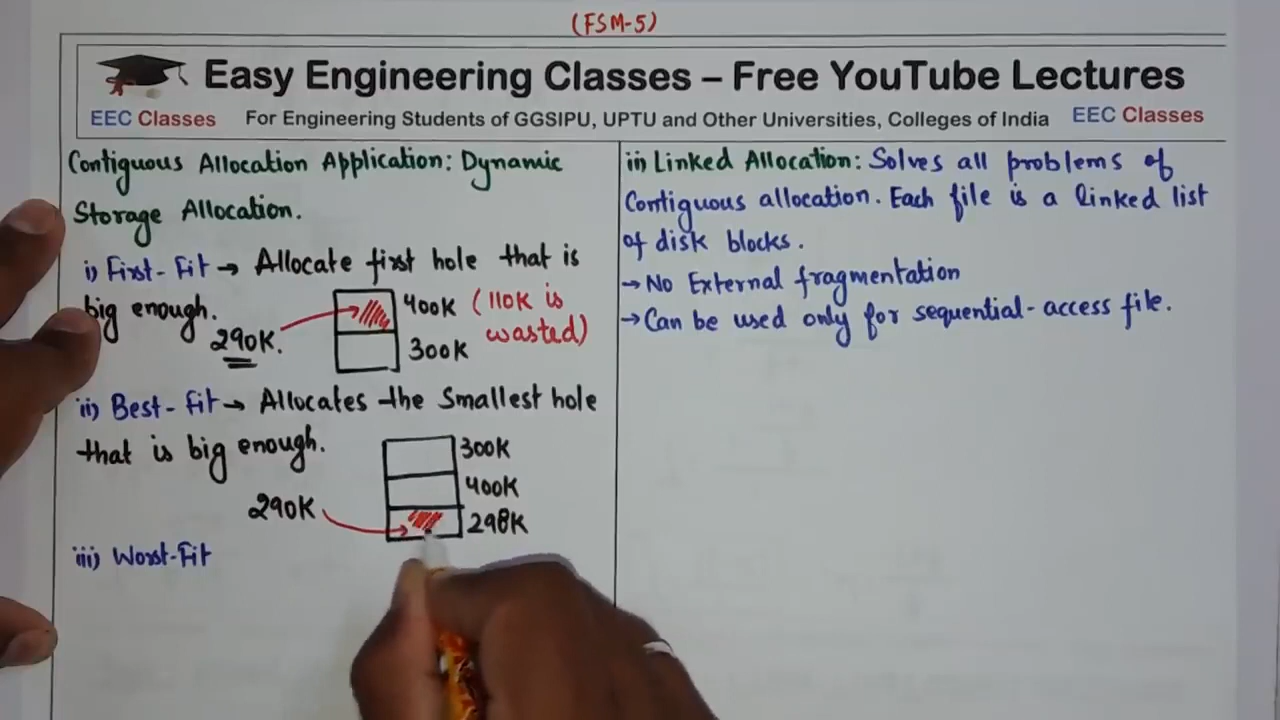 (FSM-5)
Easy Engineering Classes – Free YouTube Lectures
EEC Classes For Engineering Students of GGSIPU, UPTU and Other Universities, Colleges of India EEC Classes
Contiguous Allocation Application: Dynamic
Storage Allocation.
i) First-Fit → Allocate first hole that is
big enough.
290K.
400K (110K is
wasted)
300K
ii) Best-Fit → Allocates the smallest hole
that is big enough.
300K
400K
290K
298K
iii) Worst-Fit
ii) Linked Allocation: Solves all problems of
Contiguous allocation. Each file is a linked list
of disk blocks.
→ No External fragmentation
→ Can be used only for sequential-access file.